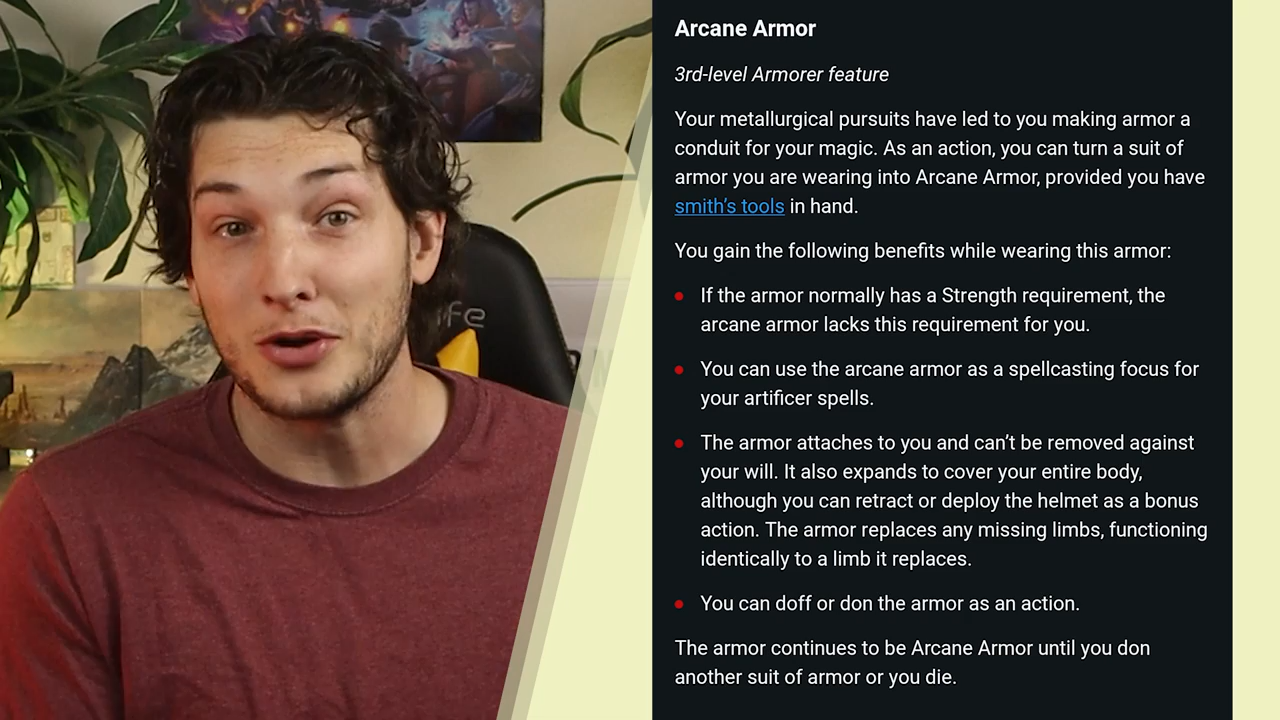 Arcane Armor
3rd-level Armorer feature
Your metallurgical pursuits have led to you making armor a
conduit for your magic. As an action, you can turn a suit of
armor you are wearing into Arcane Armor, provided you have
smith's tools in hand.
You gain the following benefits while wearing this armor:
If the armor normally has a Strength requirement, the
arcane armor lacks this requirement for you.
You can use the arcane armor as a spellcasting focus for
your artificer spells.
The armor attaches to you and can't be removed against
your will. It also expands to cover your entire body,
although you can retract or deploy the helmet as a bonus
action. The armor replaces any missing limbs, functioning
identically to a limb it replaces.
You can doff or don the armor as an action.
The armor continues to be Arcane Armor until you don
another suit of armor or you die.